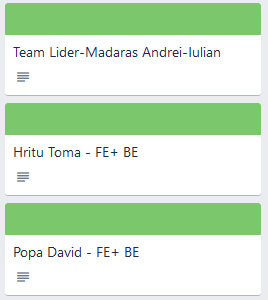 Team Lider-Madaras Andrei-Iulian
Hritu Toma - FE+ BE
Popa David - FE+ BE